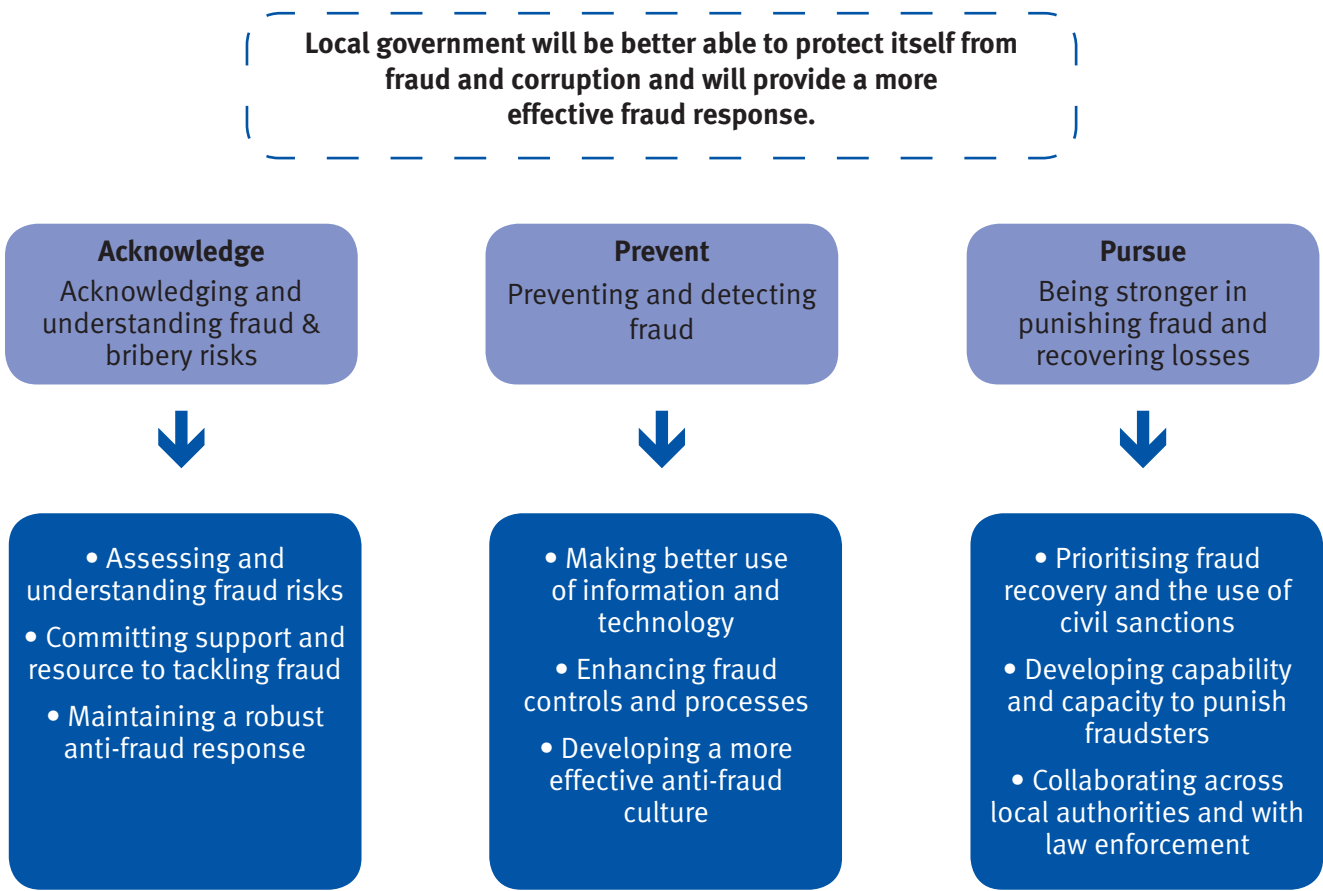 Local government will be better able to protect itself from
fraud and corruption and will provide a more
effective fraud response.
Acknowledge
Acknowledging and
understanding fraud &
bribery risks
Prevent
Preventing and detecting
fraud
Pursue
Being stronger in
punishing fraud and
recovering losses
• Assessing and
understanding fraud risks
• Committing support and
resource to tackling fraud
• Maintaining a robust
anti-fraud response
• Making better use
of information and
technology
• Enhancing fraud
controls and processes
• Developing a more
effective anti-fraud
culture
• Prioritising fraud
recovery and the use of
civil sanctions
• Developing capability
and capacity to punish
fraudsters
• Collaborating across
local authorities and with
law enforcement